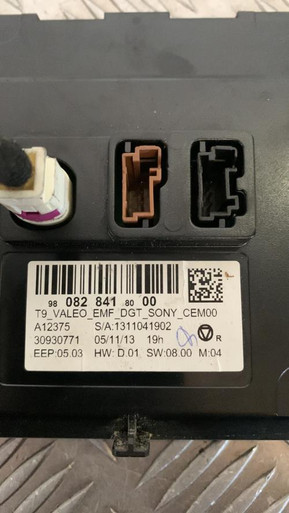 98 082 841 80 00
T9_VALEO_EMF_DGT_SONY_CEM00
A12375 S/A:1311041902
30930771 05/11/13 19h R
EEP:05.03 HW: D.01 SW:08.00 M:04